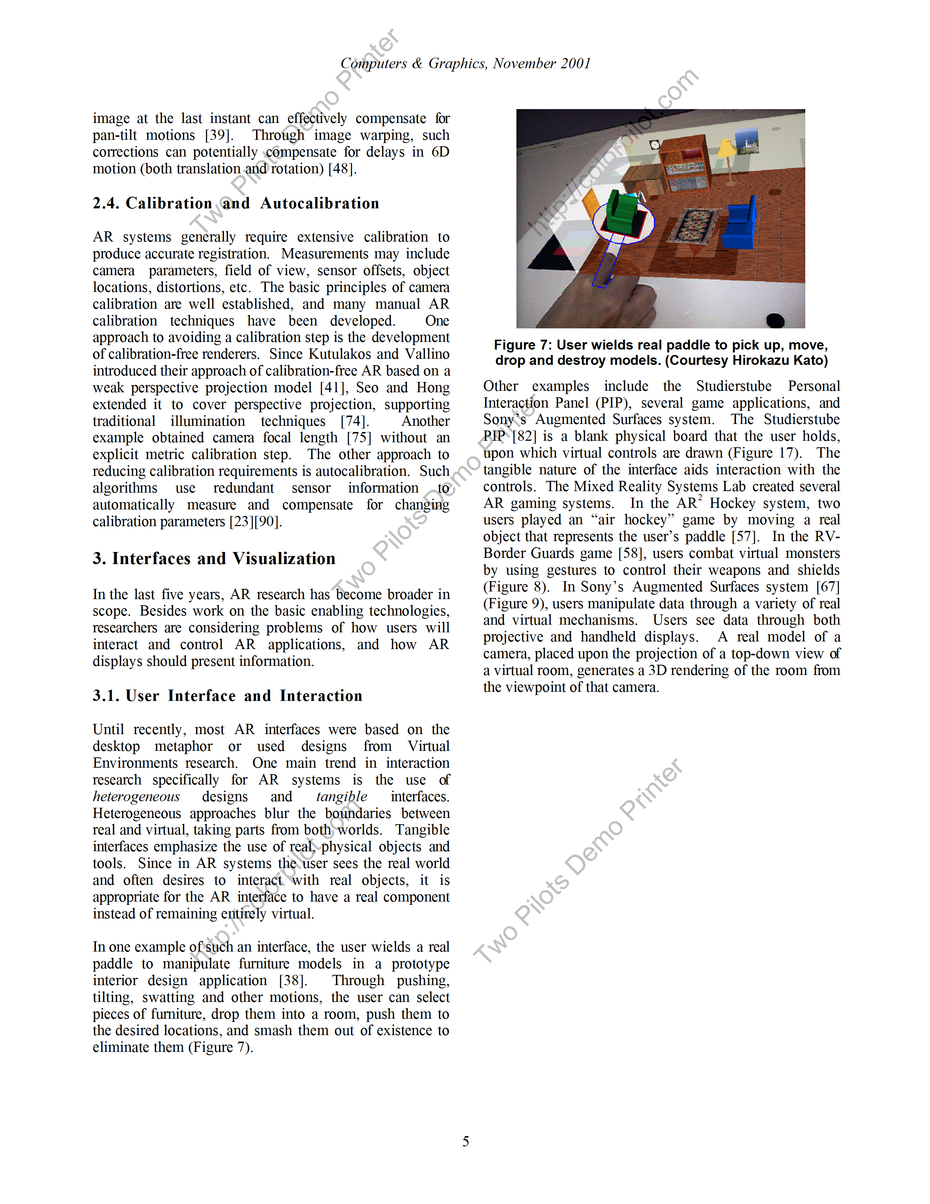 Computers & Graphics, November 2001
image at the last instant can effectively compensate for
pan-tilt motions [39]. Through image warping, such
corrections can potentially compensate for delays in 6D
motion (both translation and rotation) [48].
2.4. Calibration and Autocalibration
AR systems generally require extensive calibration to
produce accurate registration. Measurements may include
camera parameters, field of view, sensor offsets, object
locations, distortions, etc. The basic principles of camera
calibration are well established, and many manual AR
calibration techniques have been developed. One
approach to avoiding a calibration step is the development
of calibration-free renderers. Since Kutulakos and Vallino
introduced their approach of calibration-free AR based on a
weak perspective projection model [41], Seo and Hong
extended it to cover perspective projection, supporting
traditional illumination techniques [74]. Another
example obtained camera focal length [75] without an
explicit metric calibration step. The other approach to
reducing calibration requirements is autocalibration. Such
algorithms use redundant sensor information to
automatically measure and compensate for changing
calibration parameters [23][90].
3. Interfaces and Visualization
In the last five years, AR research has become broader in
scope. Besides work on the basic enabling technologies,
researchers are considering problems of how users will
interact and control AR applications, and how AR
displays should present information.
3.1. User Interface and Interaction
Until recently, most AR interfaces were based on the
desktop metaphor or used designs from Virtual
Environments research. One main trend in interaction
research specifically for AR systems is the use of
heterogeneous designs and tangible interfaces.
Heterogeneous approaches blur the boundaries between
real and virtual, taking parts from both worlds. Tangible
interfaces emphasize the use of real, physical objects and
tools. Since in AR systems the user sees the real world
and often desires to interact with real objects, it is
appropriate for the AR interface to have a real component
instead of remaining entirely virtual.
In one example of such an interface, the user wields a real
paddle to manipulate furniture models in a prototype
interior design application [38]. Through pushing,
tilting, swatting and other motions, the user can select
pieces of furniture, drop them into a room, push them to
the desired locations, and smash them out of existence to
eliminate them (Figure 7).
Figure 7: User wields real paddle to pick up, move,
drop and destroy models. (Courtesy Hirokazu Kato)
Other examples include the Studierstube Personal
Interaction Panel (PIP), several game applications, and
Sony's Augmented Surfaces system. The Studierstube
PIP [82] is a blank physical board that the user holds,
upon which virtual controls are drawn (Figure 17). The
tangible nature of the interface aids interaction with the
controls. The Mixed Reality Systems Lab created several
AR gaming systems. In the AR² Hockey system, two
users played an “air hockey” game by moving a real
object that represents the user's paddle [57]. In the RV-
Border Guards game [58], users combat virtual monsters
by using gestures to control their weapons and shields
(Figure 8). In Sony's Augmented Surfaces system [67]
(Figure 9), users manipulate data through a variety of real
and virtual mechanisms. Users see data through both
projective and handheld displays. A real model of a
camera, placed upon the projection of a top-down view of
a virtual room, generates a 3D rendering of the room from
the viewpoint of that camera.
5
Two Pilots Demo Printer
http://colorpilot.com
Two Pilots Demo Printer
http://colorpilot.com
Two Pilots Demo Printer